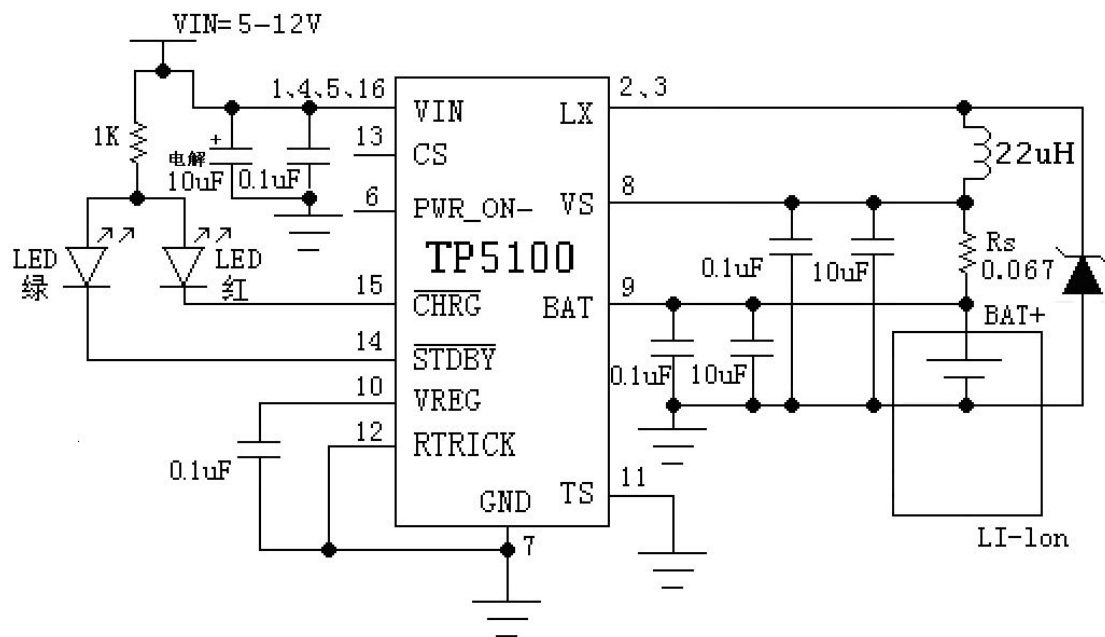 VIN=5-12V
1、4、5、16
2、3
VIN
LX
1K
13
CS
电解
+
10uF
0.1uF
22uH
6
PWR_ON-
8
VS
TP5100
LED
绿
LED
红
Rs
0.067
0.1uF
10uF
15
CHRG
9
BAT
BAT+
14
STDBY
0.1uF
10uF
10
VREG
12
RTRICK
0.1uF
11
TS
GND
7
LI-lon